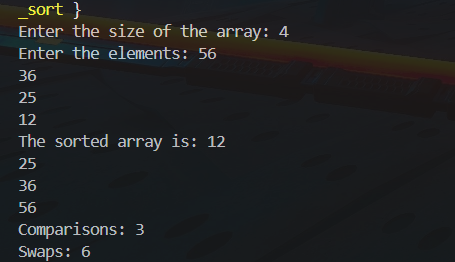 _sort }
Enter the size of the array: 4
Enter the elements: 56
36
25
12
The sorted array is: 12
25
36
56
Comparisons: 3
Swaps: 6